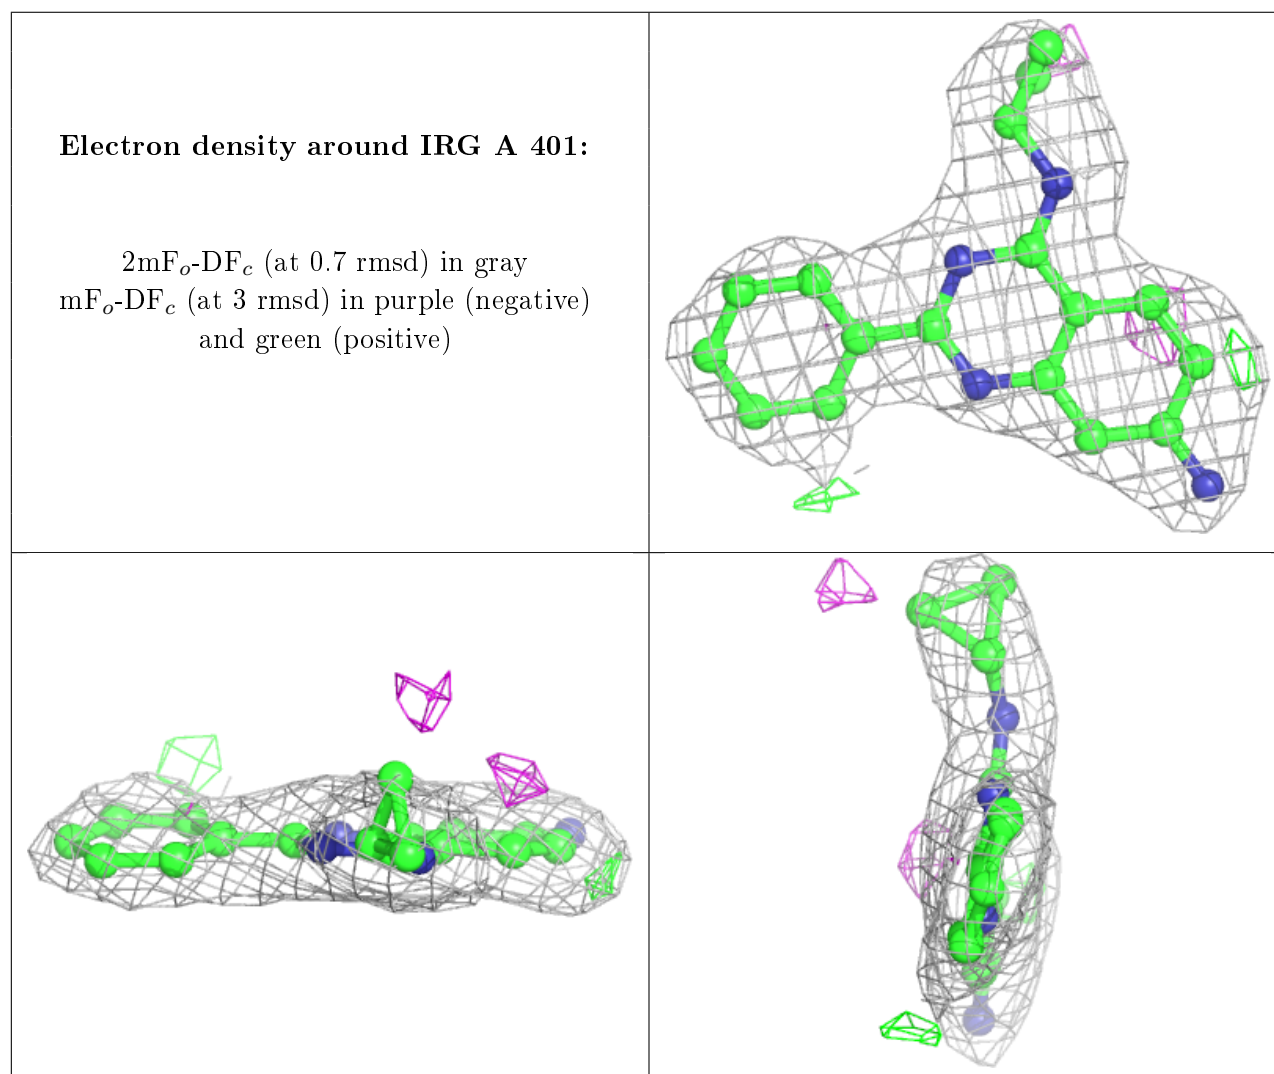 Electron density around IRG A 401:
2mFₒ-DF𝒸 (at 0.7 rmsd) in gray
mFₒ-DF𝒸 (at 3 rmsd) in purple (negative)
and green (positive)